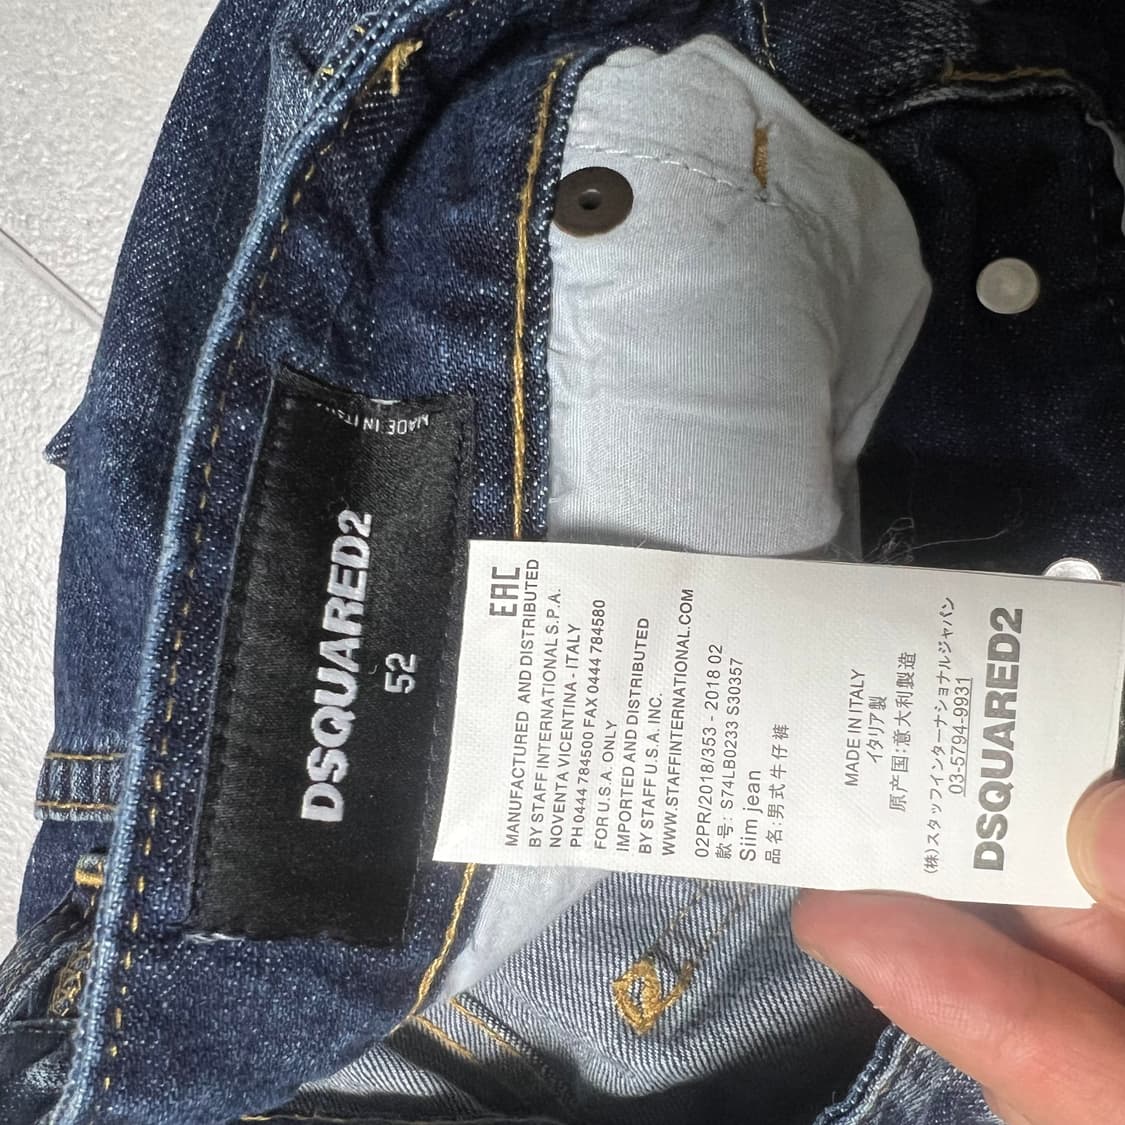 MADE IN ITALY
DSQUARED2
52
EAC
MANUFACTURED AND DISTRIBUTED
BY STAFF INTERNATIONAL S.P.A.
NOVENTA VICENTINA - ITALY
PH 0444 784500 FAX 0444 784580
FOR U.S.A. ONLY
IMPORTED AND DISTRIBUTED
BY STAFF U.S.A. INC.
WWW.STAFFINTERNATIONAL.COM
02PR/2018/353 - 2018 02
款号: S74LB0233 S30357
Slim jean
品名:男式牛仔裤
MADE IN ITALY
イタリア製
原产国:意大利製造
(株)スタッフインターナショナルジャパン
03-5794-9931
DSQUARED2